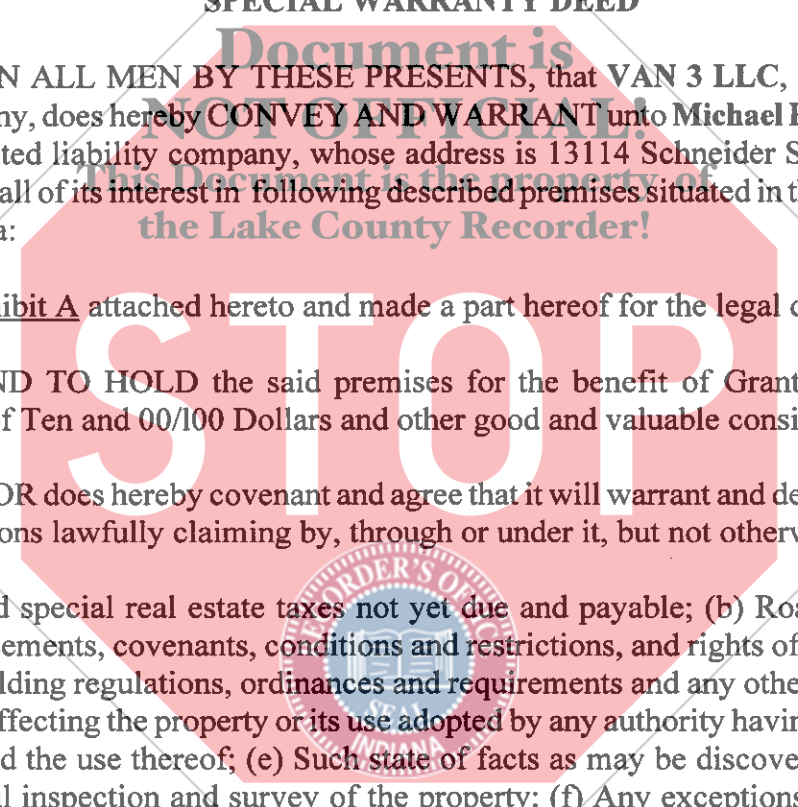 SPECIAL WARRANTY DEED
Document is
N ALL MEN BY THESE PRESENTS, that VAN 3 LLC,
NOT OFFICIAL!
ny, does hereby CONVEY AND WARRANT unto Michael
ted liability company, whose address is 13114 Schneider S
This Document is the property of
all of its interest in following described premises situated in th
the Lake County Recorder!
a:
ibit A attached hereto and made a part hereof for the legal
STOP
ND TO HOLD the said premises for the benefit of Grant
f Ten and 00/l00 Dollars and other good and valuable consi
OR does hereby covenant and agree that it will warrant and de
ons lawfully claiming by, through or under it, but not otherw
RECORDER'S OFFICE
d special real estate taxes not yet due and payable; (b) Roa
ements, covenants, conditions and restrictions, and rights of
lding regulations, ordinances and requirements and any othe
SEAL
ffecting the property or its use adopted by any authority havin
INDIANA
d the use thereof; (e) Such state of facts as may be discove
l inspection and survey of the property; (f) Any exceptions